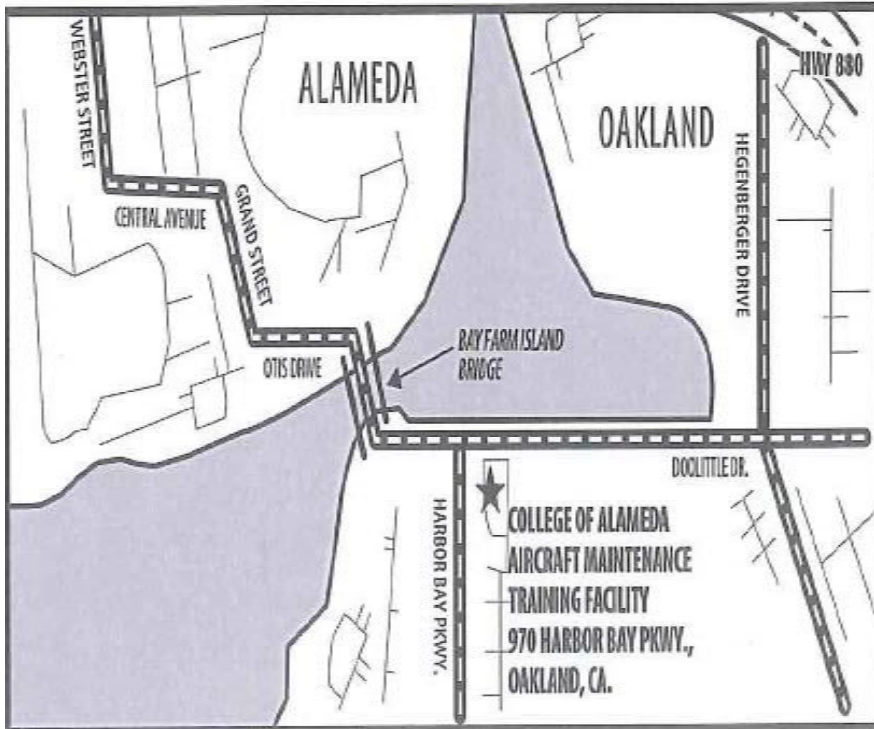 WEBSTER STREET
ALAMEDA
OAKLAND
HWY 880
HEGENBERGER DRIVE
CENTRAL AVENUE
GRAND STREET
OTIS DRIVE
BAY FARM ISLAND
BRIDGE
DOOLITTLE DR.
HARBOR BAY PKWY.
COLLEGE OF ALAMEDA
AIRCRAFT MAINTENANCE
TRAINING FACILITY
970 HARBOR BAY PKWY.,
OAKLAND, CA.